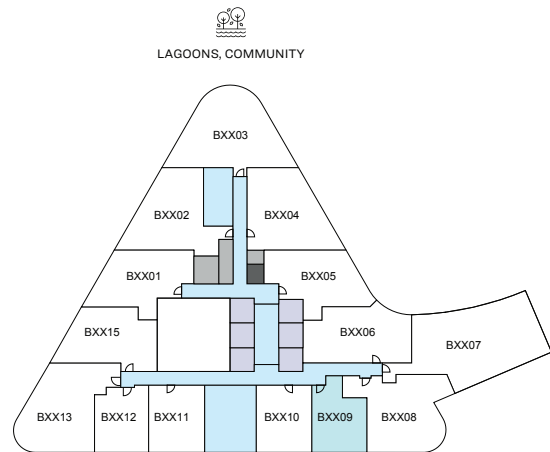 LAGOONS, COMMUNITY
BXX03
BXX02 BXX04
BXX01 BXX05
BXX15 BXX06 BXX07
BXX13 BXX12 BXX11 BXX10 BXX09 BXX08